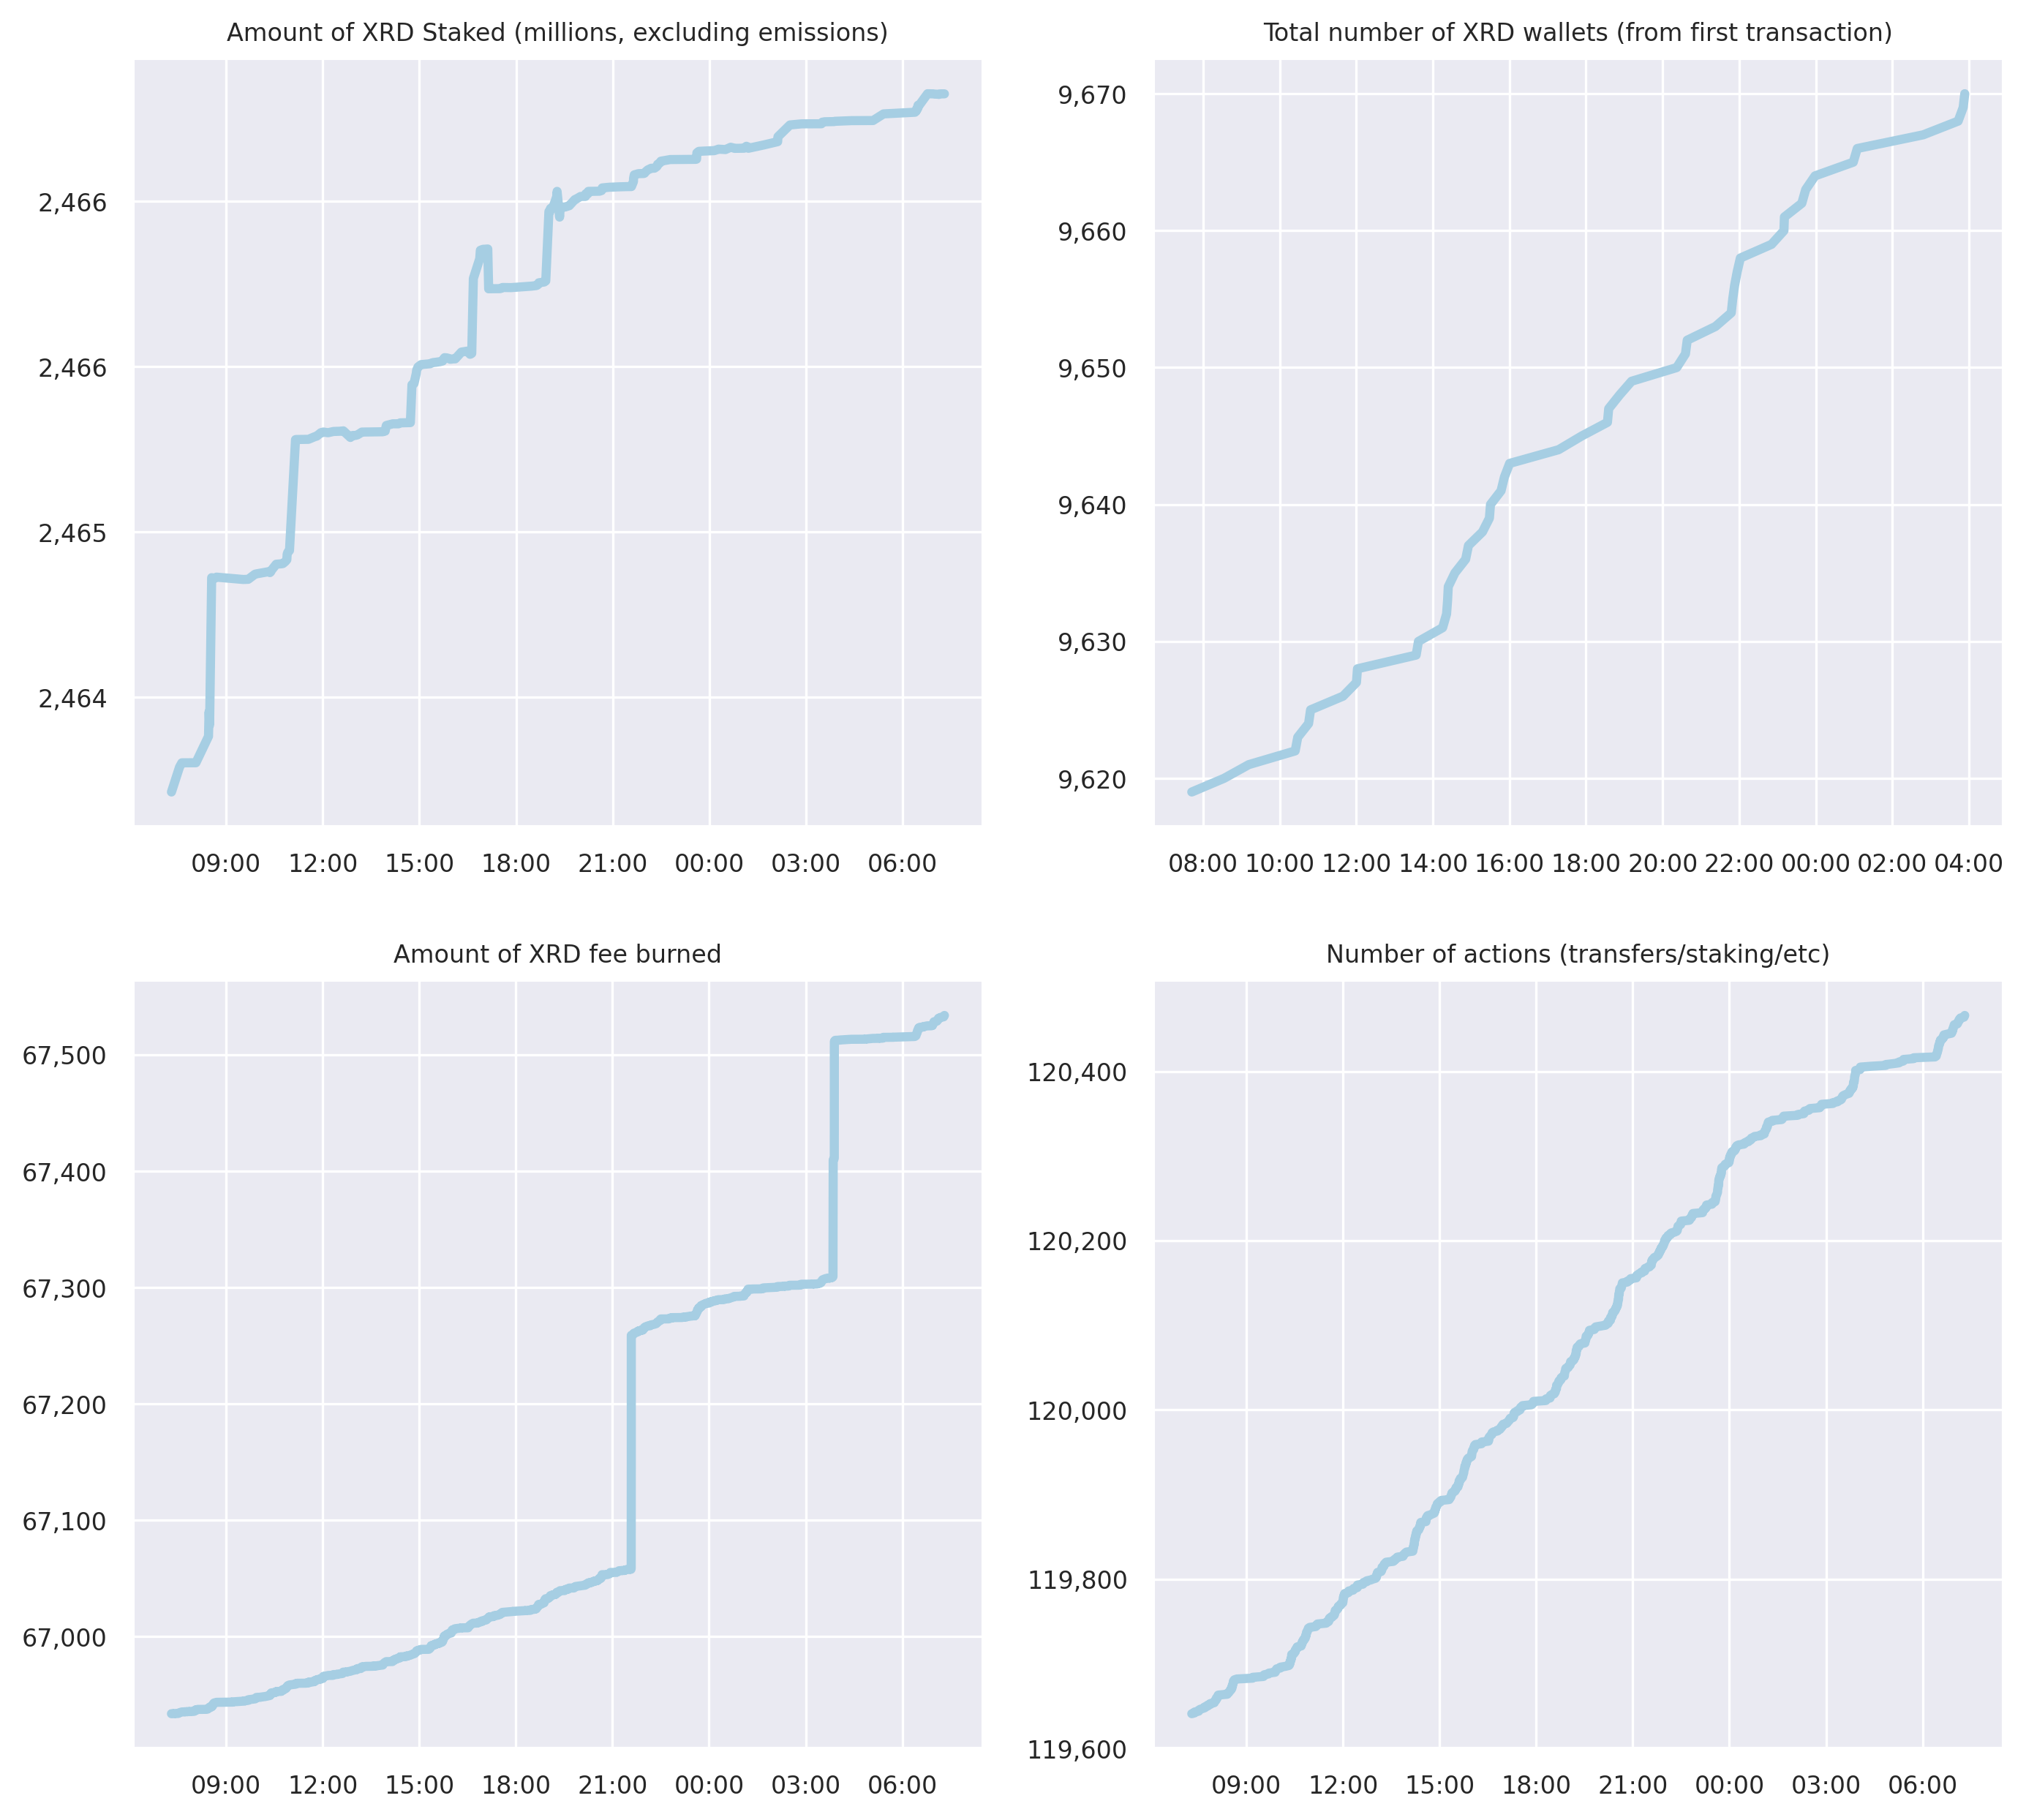 Amount of XRD Staked (millions, excluding emissions)
2,466
2,466
2,465
2,464
09:00 12:00 15:00 18:00 21:00 00:00 03:00 06:00
Total number of XRD wallets (from first transaction)
9,670
9,660
9,650
9,640
9,630
9,620
08:00 10:00 12:00 14:00 16:00 18:00 20:00 22:00 00:00 02:00 04:00
Amount of XRD fee burned
67,500
67,400
67,300
67,200
67,100
67,000
09:00 12:00 15:00 18:00 21:00 00:00 03:00 06:00
Number of actions (transfers/staking/etc)
120,400
120,200
120,000
119,800
119,600
09:00 12:00 15:00 18:00 21:00 00:00 03:00 06:00